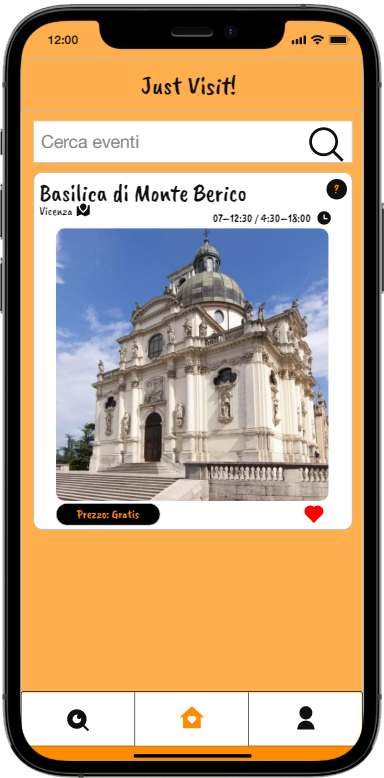 12:00
Just Visit!
Cerca eventi
Basilica di Monte Berico
?
Vicenza
07–12:30 / 4:30–18:00
Prezzo: Gratis